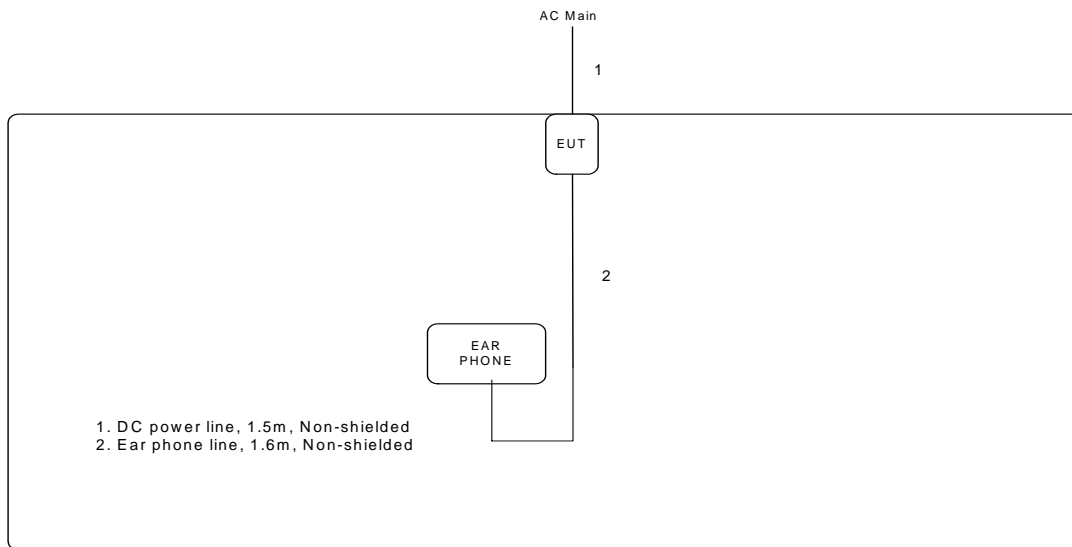 AC Main
1
EUT
2
EAR
PHONE
1. DC power line, 1.5m, Non-shielded
2. Ear phone line, 1.6m, Non-shielded